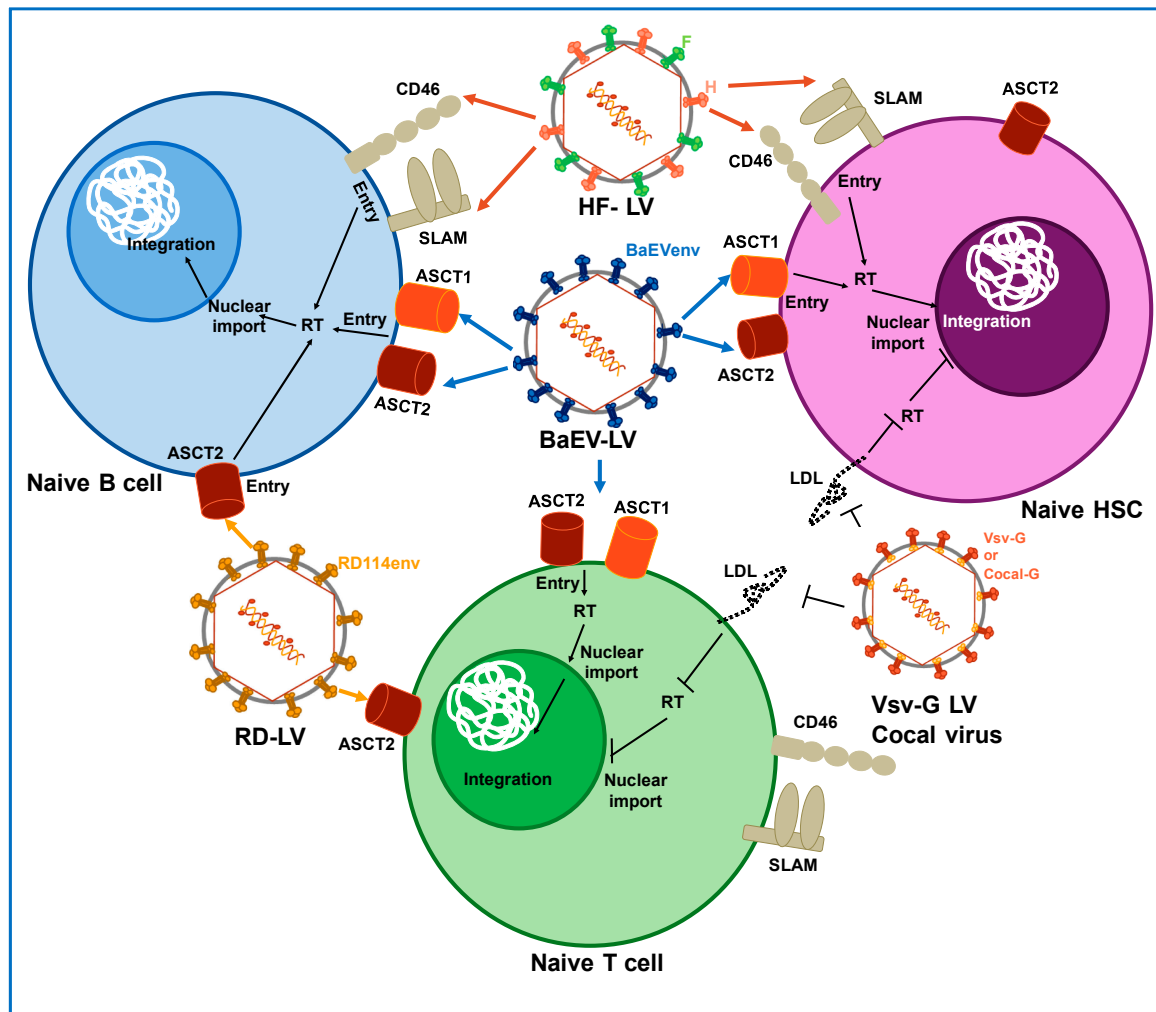 F
H
CD46
SLAM
ASCT2
CD46
Entry
Entry
SLAM
HF- LV
Integration
ASCT1
BaEVenv
ASCT1
RT
Nuclear
import
RT
Entry
Entry
Nuclear
import
Integration
ASCT2
ASCT2
BaEV-LV
RT
ASCT2
Entry
Naive B cell
LDL
Naive HSC
ASCT2
ASCT1
RD114env
Vsv-G
or
Cocal-G
LDL
Entry
RT
Nuclear
import
RT
RD-LV
ASCT2
Integration
Nuclear
import
CD46
Vsv-G LV
Cocal virus
SLAM
Naive T cell